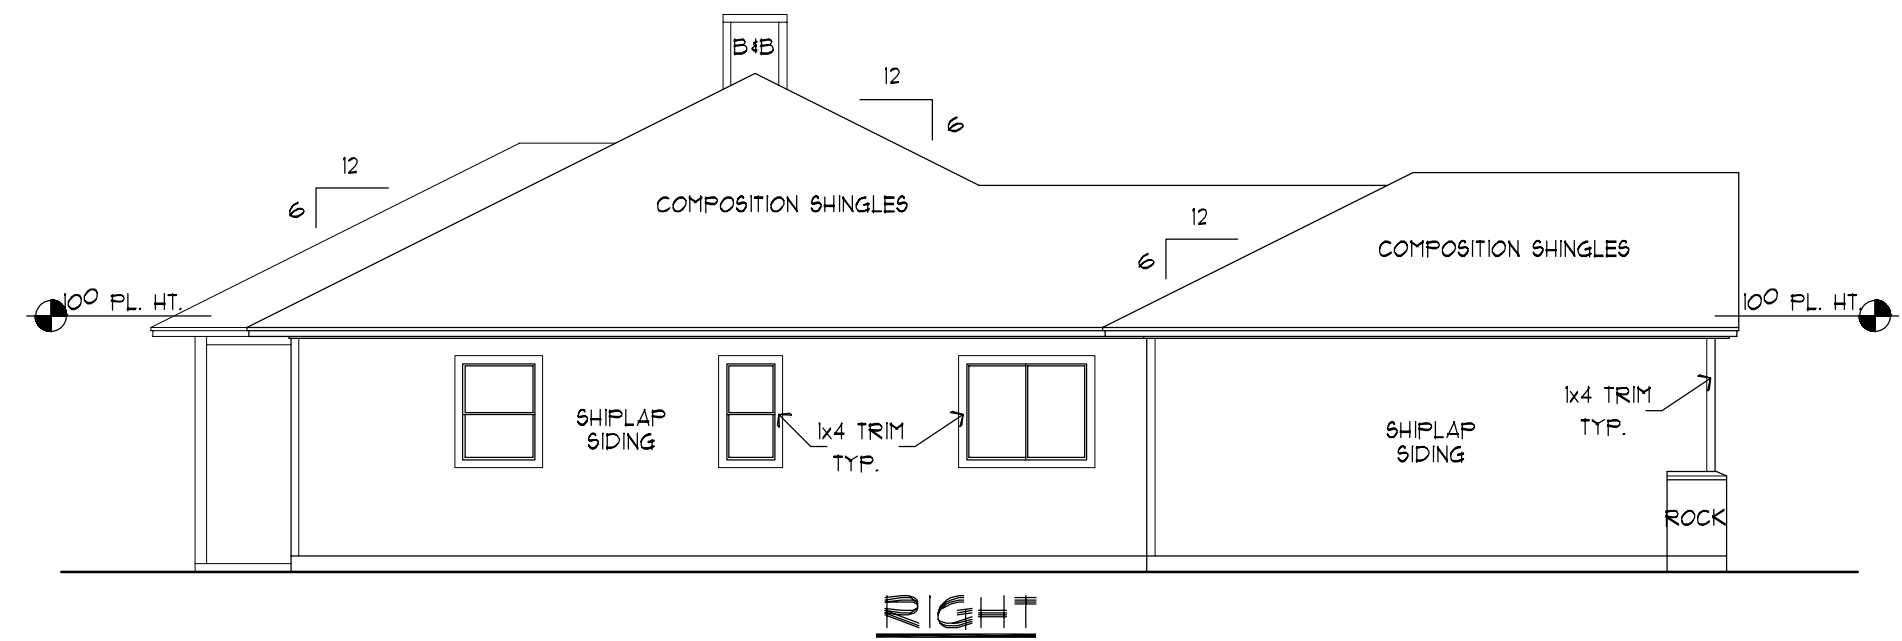 B&B
12
6
12
6
COMPOSITION SHINGLES
12
6
COMPOSITION SHINGLES
10⁰ PL. HT.
10⁰ PL. HT.
1x4 TRIM
TYP.
SHIPLAP
SIDING
1x4 TRIM
TYP.
SHIPLAP
SIDING
ROCK
RIGHT